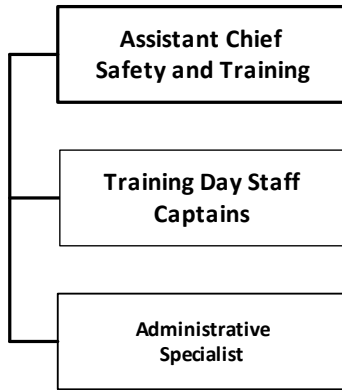 Assistant Chief
Safety and Training
Training Day Staff
Captains
Administrative
Specialist